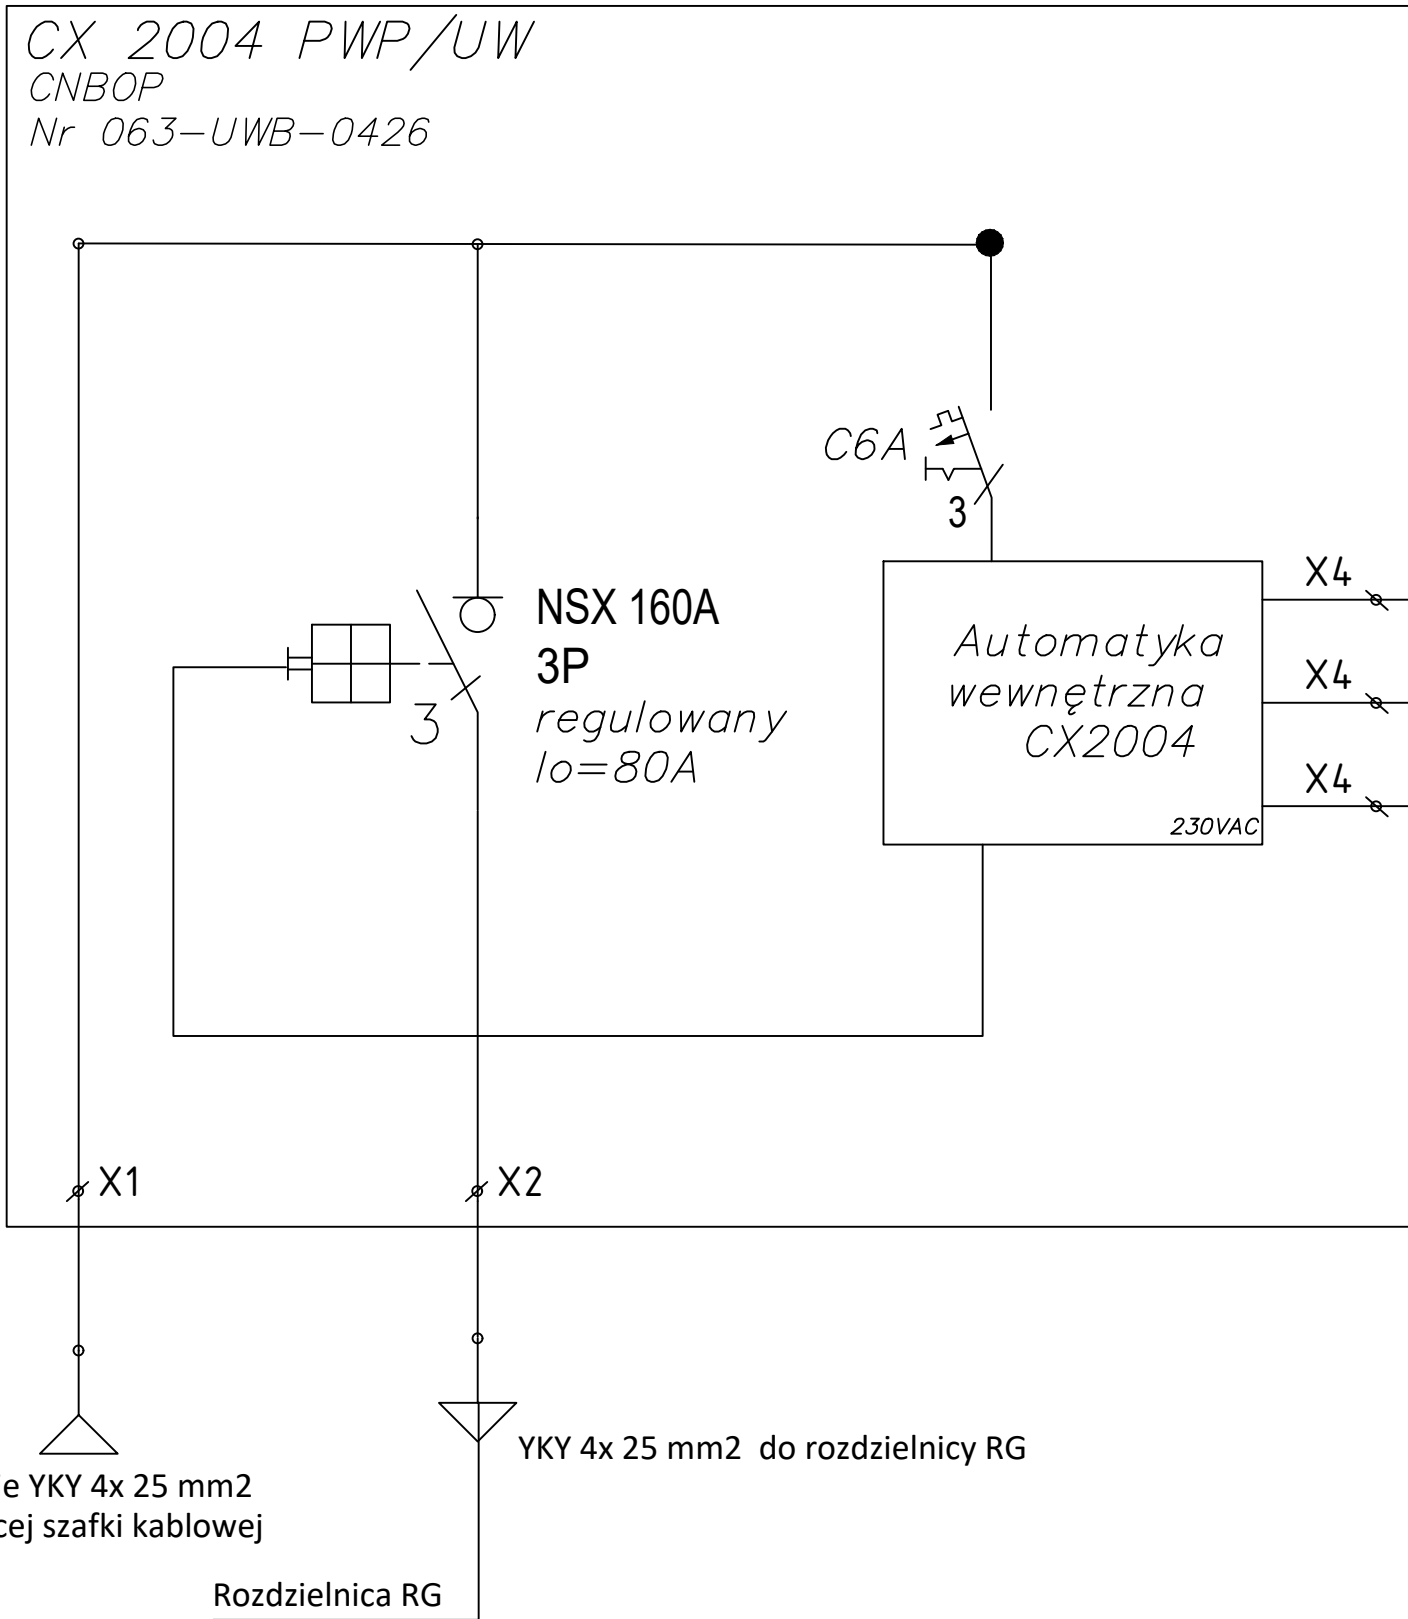 CX 2004 PWP/UW
CNBOP
Nr 063-UWB-0426
C6A
3
NSX 160A
3P
regulowany
Io=80A
3
Automatyka
wewnętrzna
CX2004
230VAC
X4
X4
X4
X1
X2
YKY 4x 25 mm2 do rozdzielnicy RG
e YKY 4x 25 mm2
cej szafki kablowej
Rozdzielnica RG